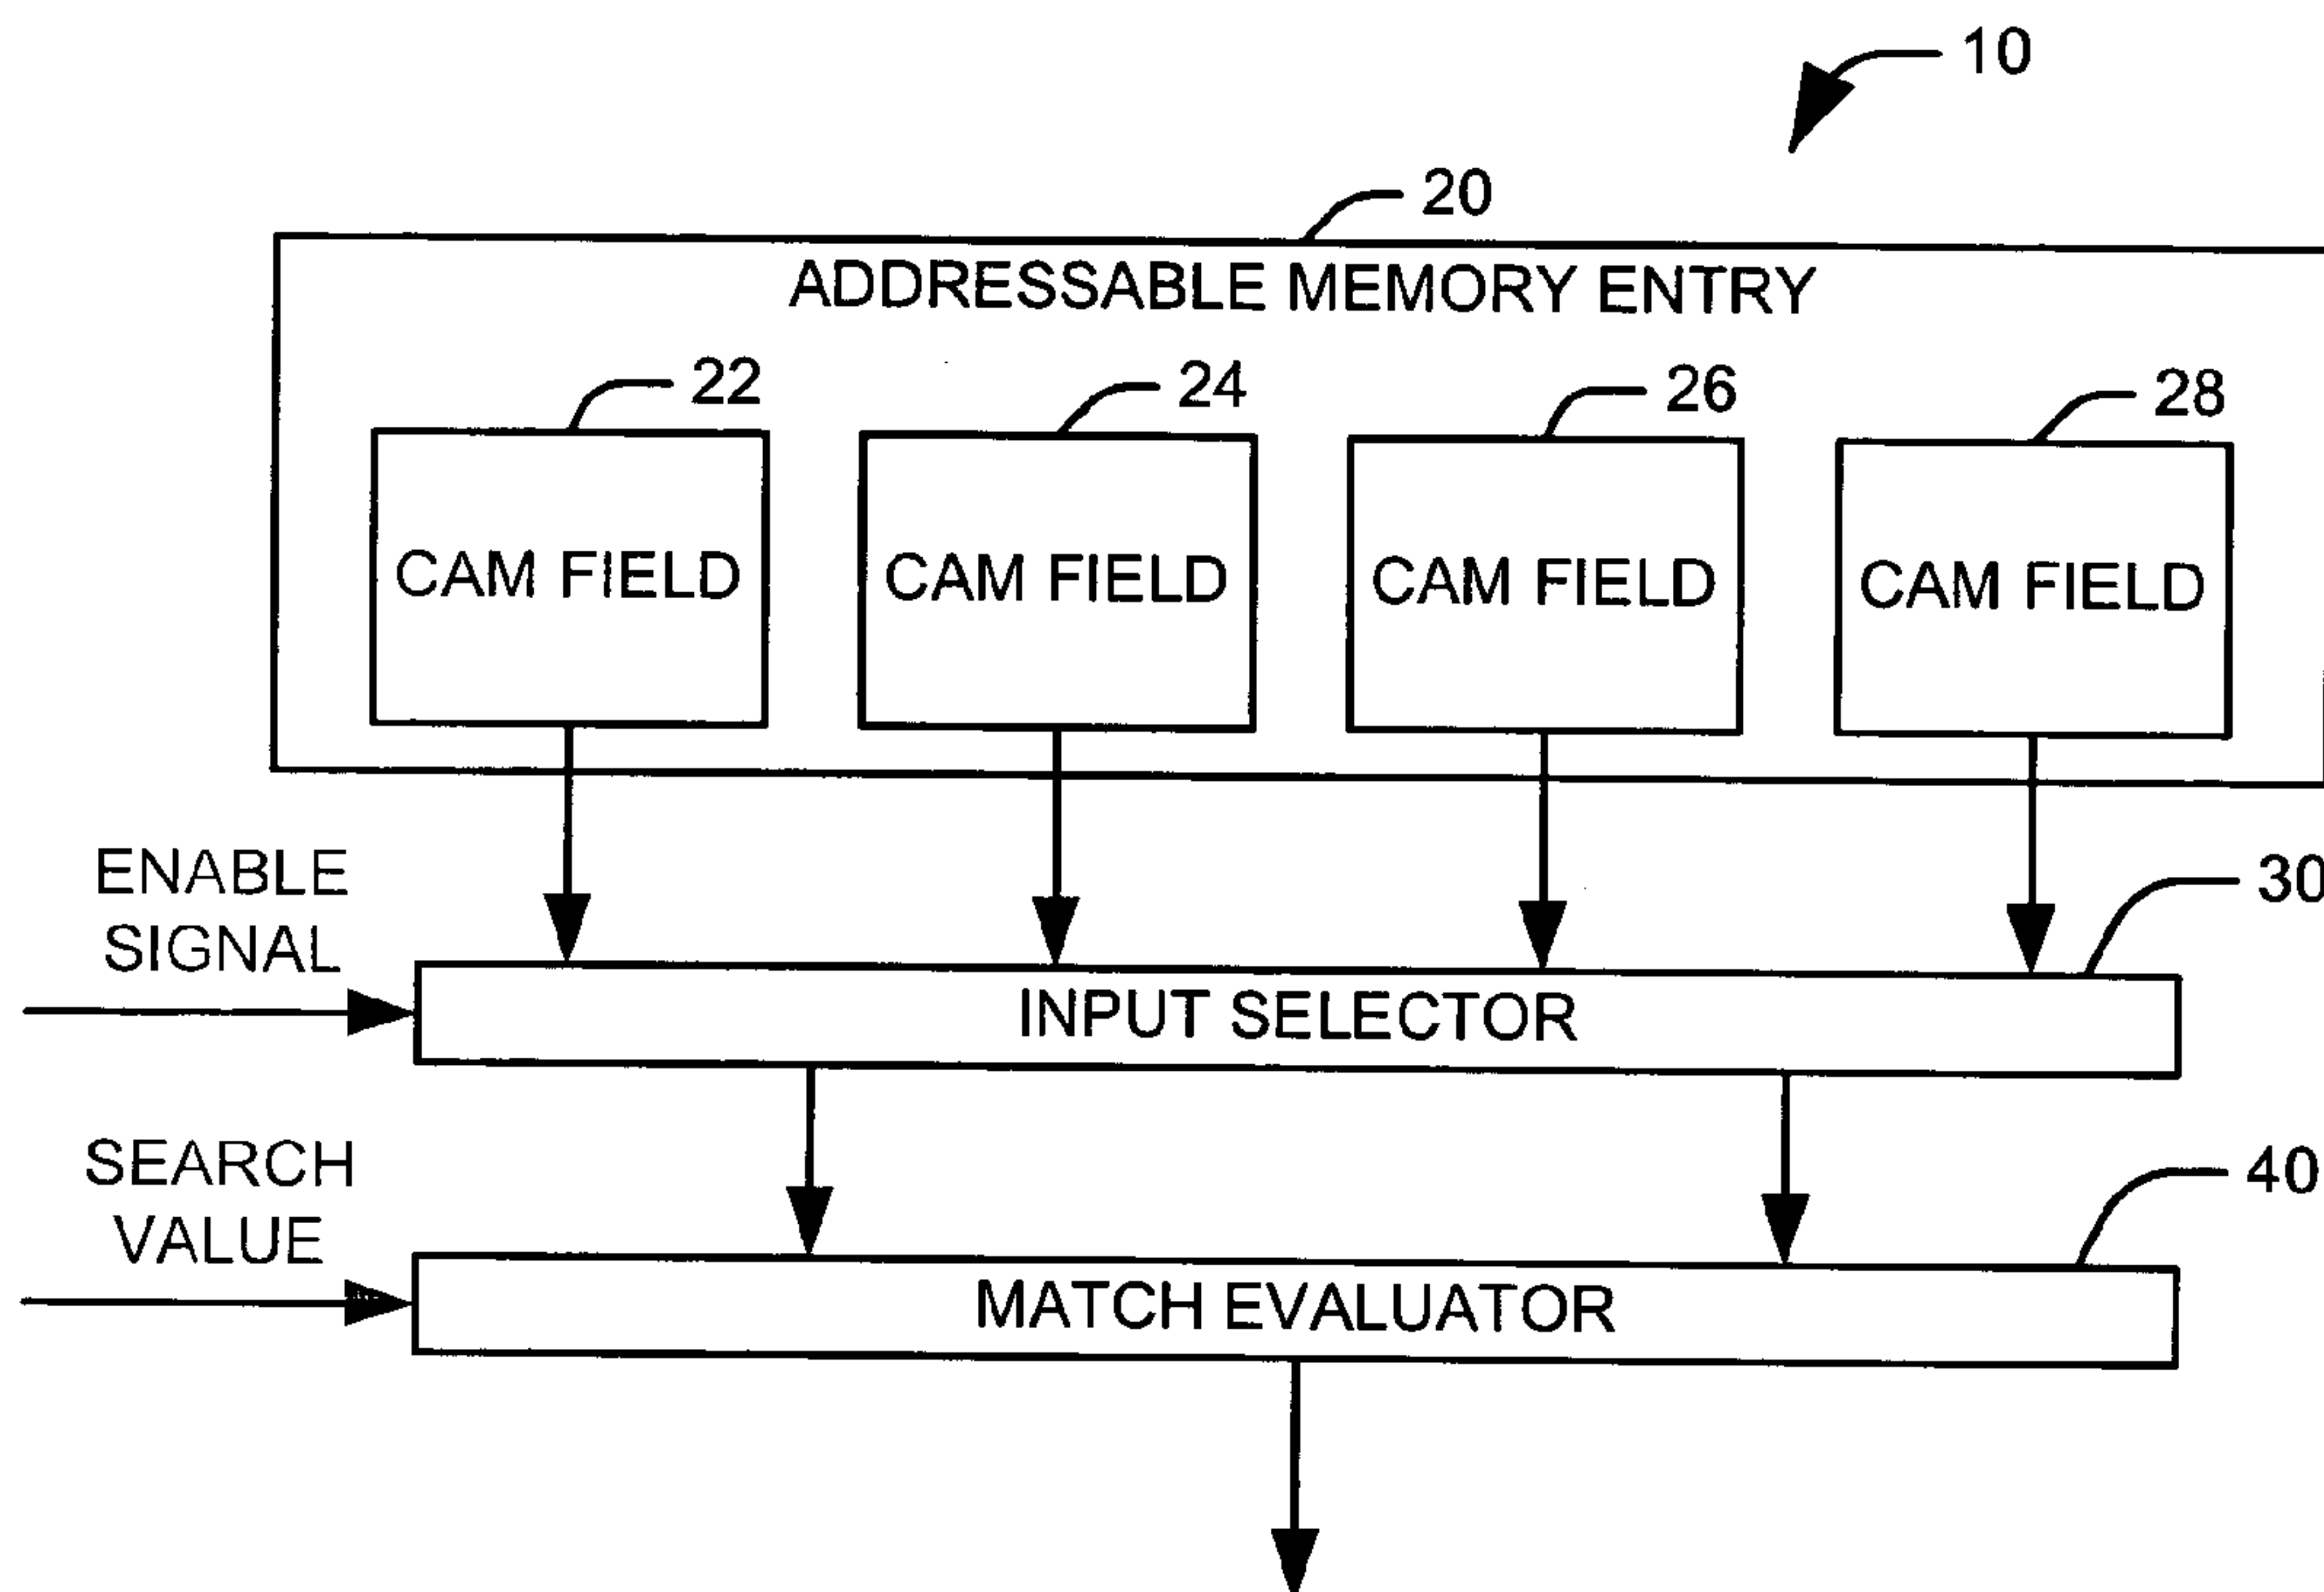 10
20
ADDRESSABLE MEMORY ENTRY
22
24
26
28
CAM FIELD
CAM FIELD
CAM FIELD
CAM FIELD
ENABLE
SIGNAL
30
INPUT SELECTOR
SEARCH
VALUE
40
MATCH EVALUATOR